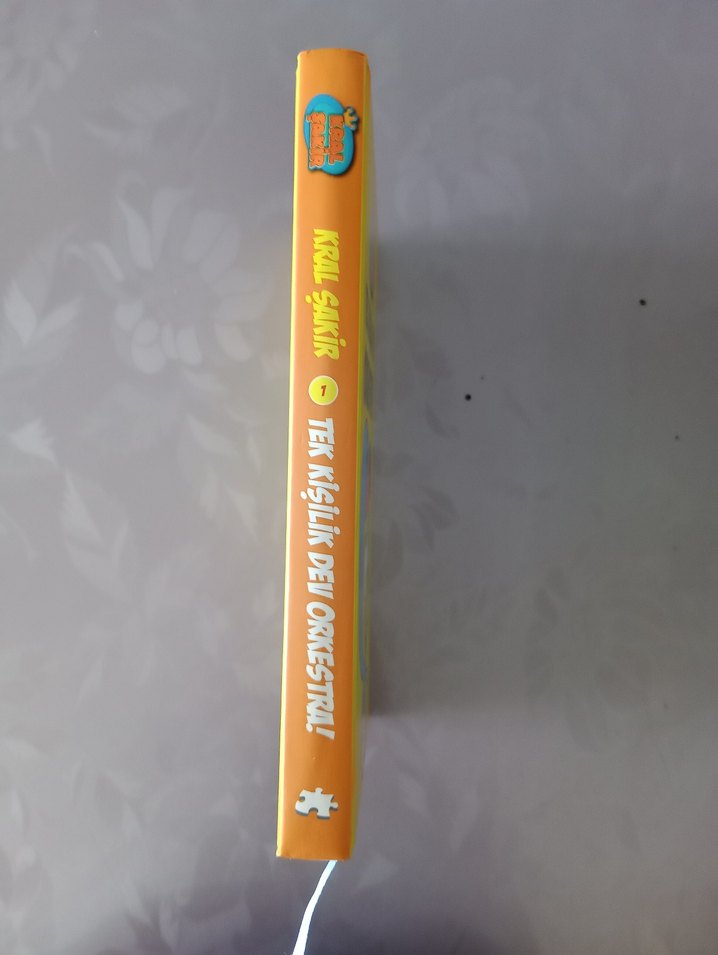 KRAL
ŞAKİR
KRAL ŞAKİR
1
TEK KİŞİLİK DEV ORKESTRA!